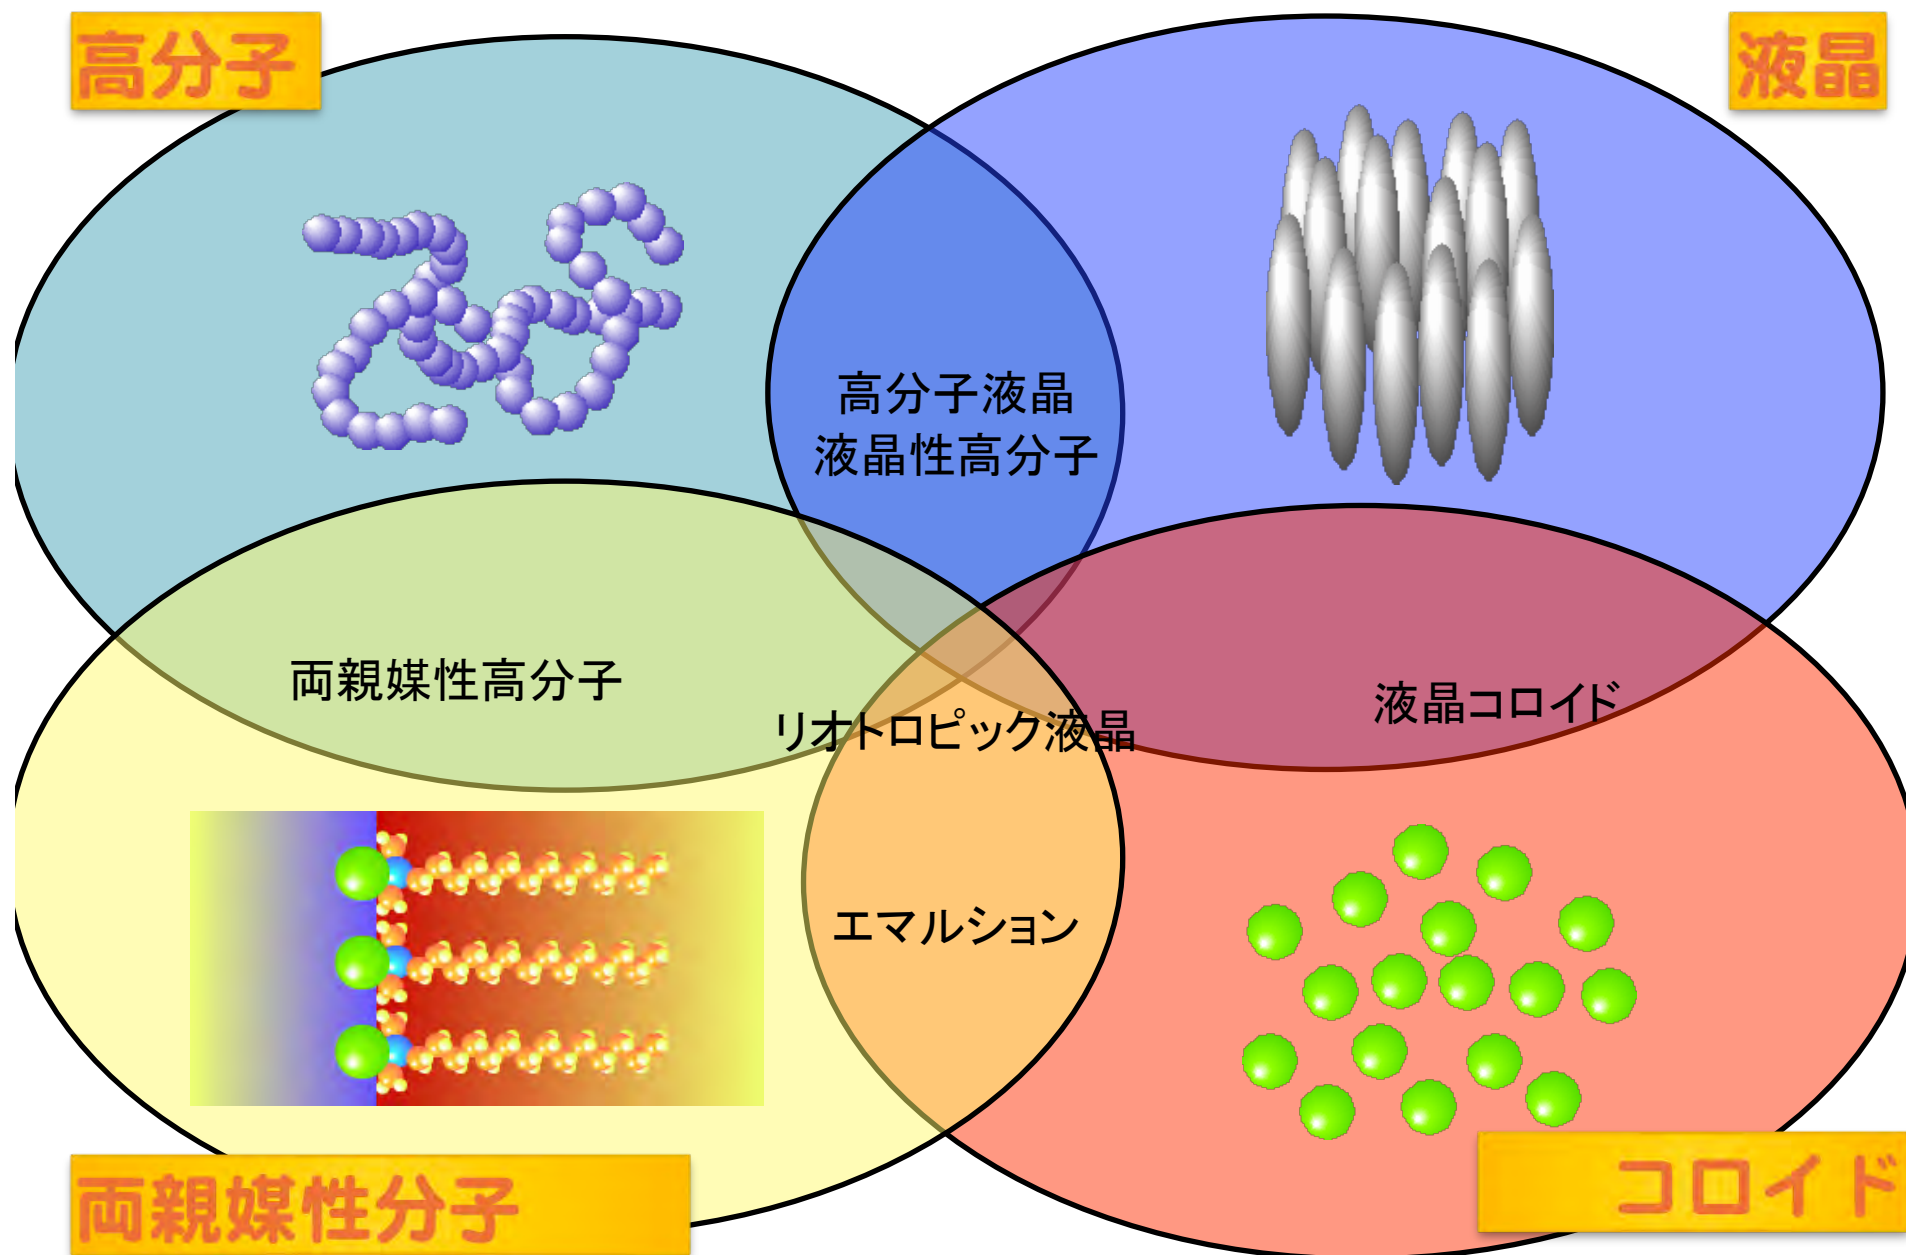 高分子
液晶
高分子液晶
液晶性高分子
両親媒性高分子
液晶コロイド
リオトロピック液晶
エマルション
両親媒性分子
コロイド